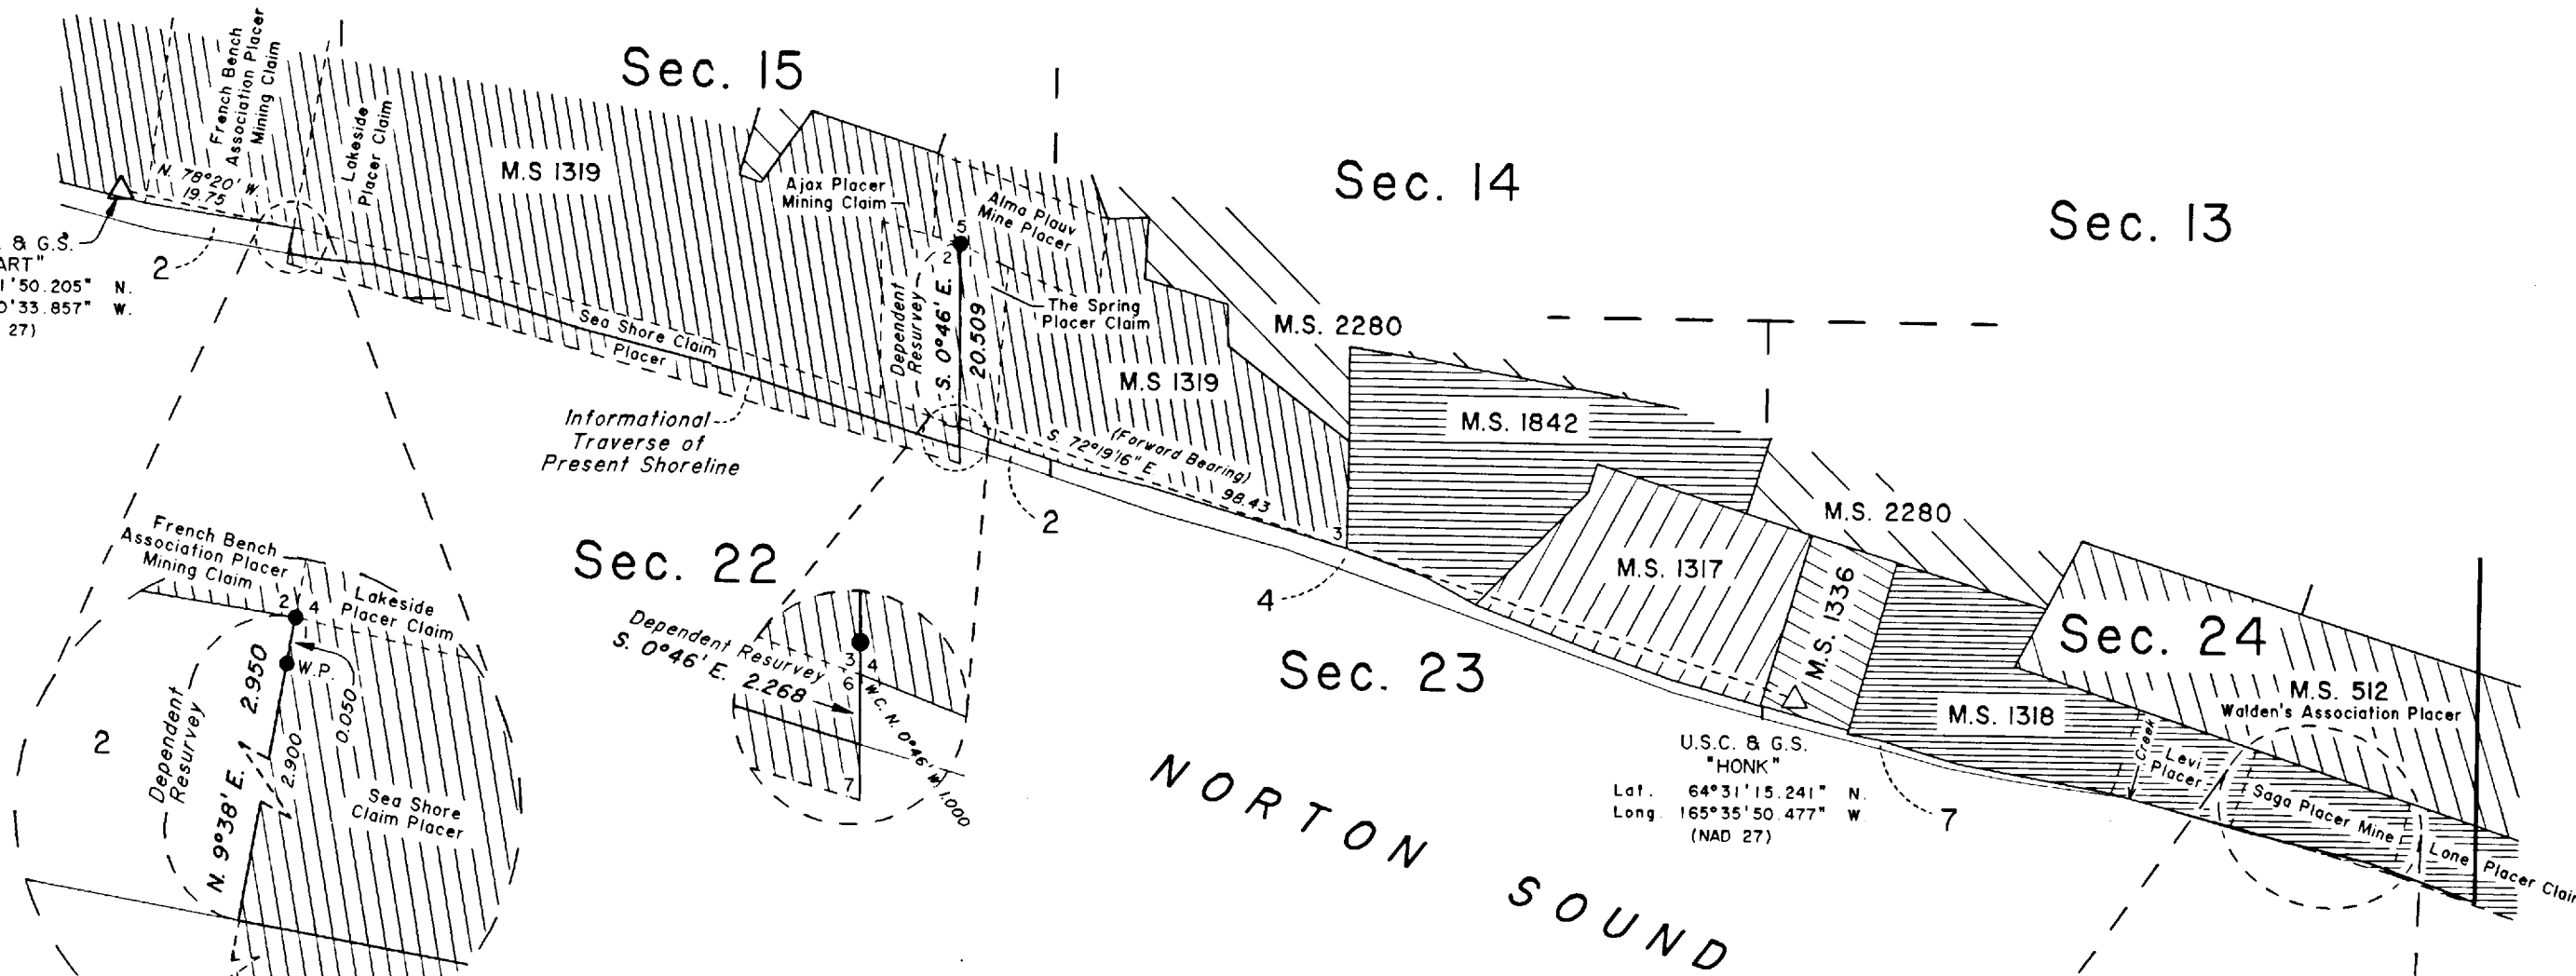 Sec. 15
Sec. 14
Sec. 13
French Bench
Association Placer
Mining Claim
Lakeside
Placer Claim
N. 78°20' W.
19.75
M.S 1319
Ajax Placer
Mining Claim
Alma Plauv
Mine Placer
5
2
1
Dependent
Resurvey
S. 0°46' E.
20.509
The Spring
Placer Claim
M.S. 2280
. & G.S.
ART"
1'50.205" N.
0'33.857" W.
27)
2
Sea Shore Claim
Placer
M.S 1319
Informational
Traverse of
Present Shoreline
(Forward Bearing)
S. 72°19'16" E.
98.43
3
2
4
M.S. 1842
M.S. 1317
M.S. 1336
M.S. 2280
M.S. 1318
Sec. 24
M.S. 512
Walden's Association Placer
Creek
Levi
Placer
Saga Placer Mine
Lone Placer Claim
7
U.S.C. & G.S.
"HONK"
Lat. 64°31'15.241" N.
Long. 165°35'50.477" W.
(NAD 27)
Sec. 22
Sec. 23
Dependent Resurvey
S. 0°46' E. 2.268
3
4
6
7
W.C. N. 0°46' W. 1.000
French Bench
Association Placer
Mining Claim
Lakeside
Placer Claim
2
4
1
W.P.
2
Dependent
Resurvey
N. 9°38' E.
2.950
2.900
0.050
Sea Shore
Claim Placer
NORTON SOUND